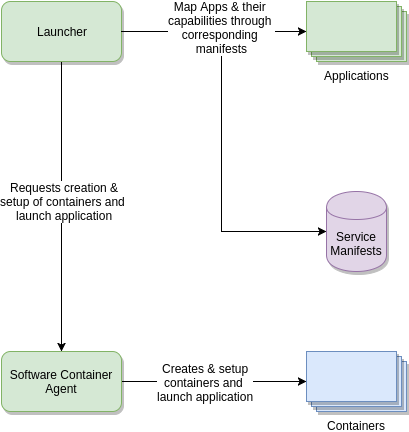 Launcher
Map Apps & their
capabilities through
corresponding
manifests
Applications
Requests creation &
setup of containers and
launch application
Service
Manifests
Software Container
Agent
Creates & setup
containers and
launch application
Containers